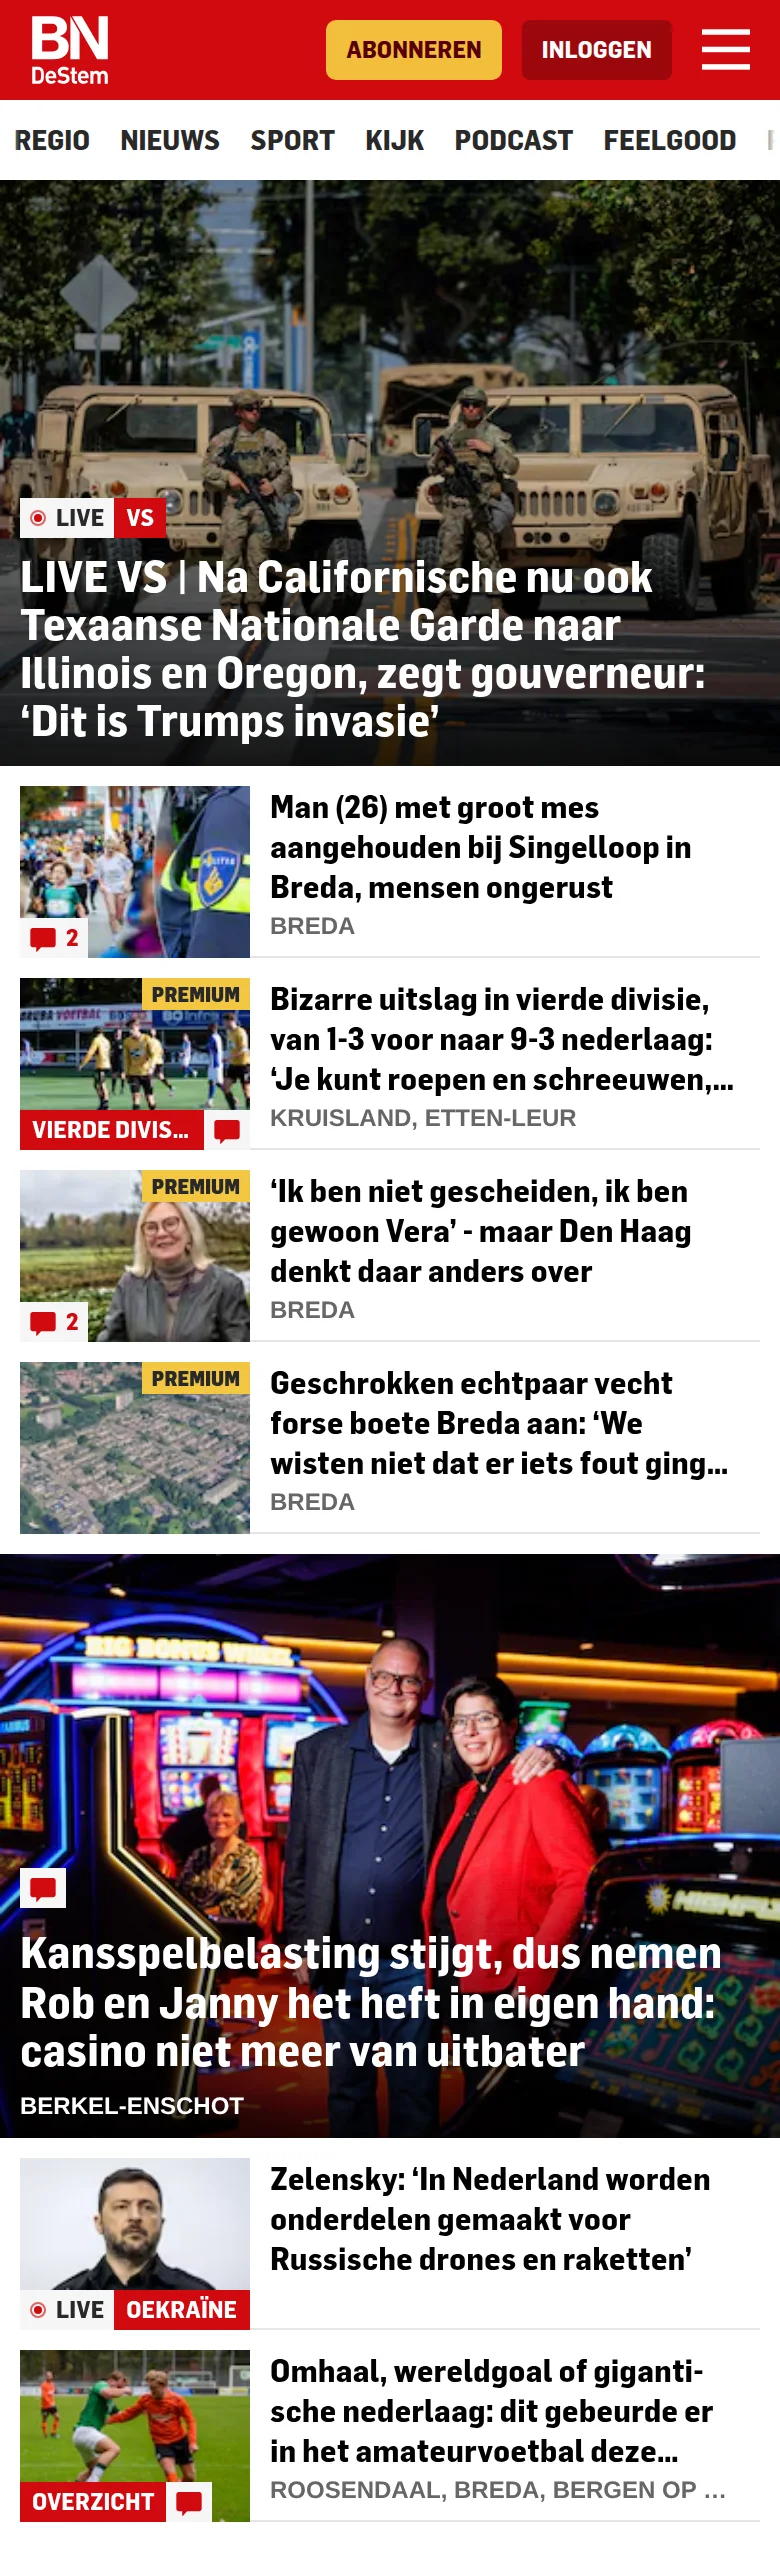 BN
DeStem
ABONNEREN
INLOGGEN
REGIO NIEUWS SPORT KIJK PODCAST FEELGOOD
LIVE VS
LIVE VS | Na Californische nu ook
Texaanse Nationale Garde naar
Illinois en Oregon, zegt gouverneur:
‘Dit is Trumps invasie’
Man (26) met groot mes
aangehouden bij Singelloop in
Breda, mensen ongerust
BREDA
2
PREMIUM
Bizarre uitslag in vierde divisie,
van 1-3 voor naar 9-3 nederlaag:
‘Je kunt roepen en schreeuwen,...
KRUISLAND, ETTEN-LEUR
VIERDE DIVIS...
PREMIUM
‘Ik ben niet gescheiden, ik ben
gewoon Vera’ - maar Den Haag
denkt daar anders over
BREDA
2
PREMIUM
Geschrokken echtpaar vecht
forse boete Breda aan: ‘We
wisten niet dat er iets fout ging...
BREDA
BIG BONUS WHEEL
Kansspelbelasting stijgt, dus nemen
Rob en Janny het heft in eigen hand:
casino niet meer van uitbater
BERKEL-ENSCHOT
Zelensky: ‘In Nederland worden
onderdelen gemaakt voor
Russische drones en raketten’
LIVE OEKRAÏNE
Omhaal, wereldgoal of giganti-
sche nederlaag: dit gebeurde er
in het amateurvoetbal deze...
ROOSENDAAL, BREDA, BERGEN OP ...
OVERZICHT